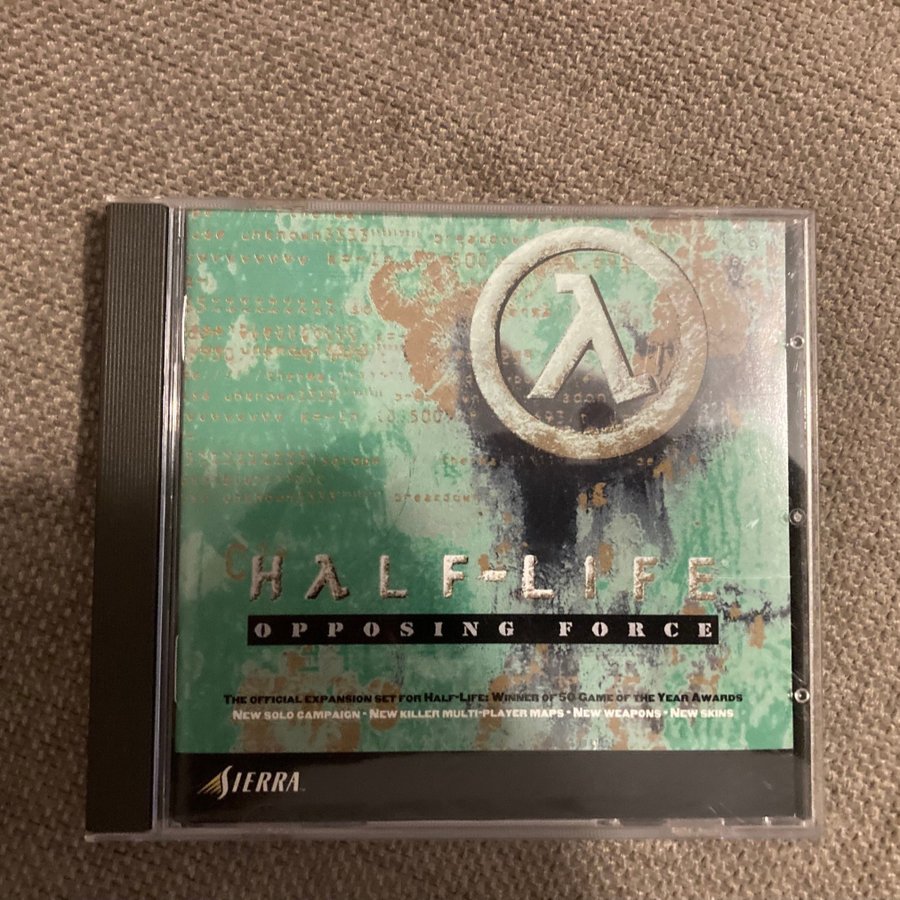 HλLF-LIFE
OPPOSING FORCE
THE OFFICIAL EXPANSION SET FOR HALF-LIFE: WINNER OF 50 GAME OF THE YEAR AWARDS
NEW SOLO CAMPAIGN • NEW KILLER MULTI-PLAYER MAPS • NEW WEAPONS • NEW SKINS
SIERRA